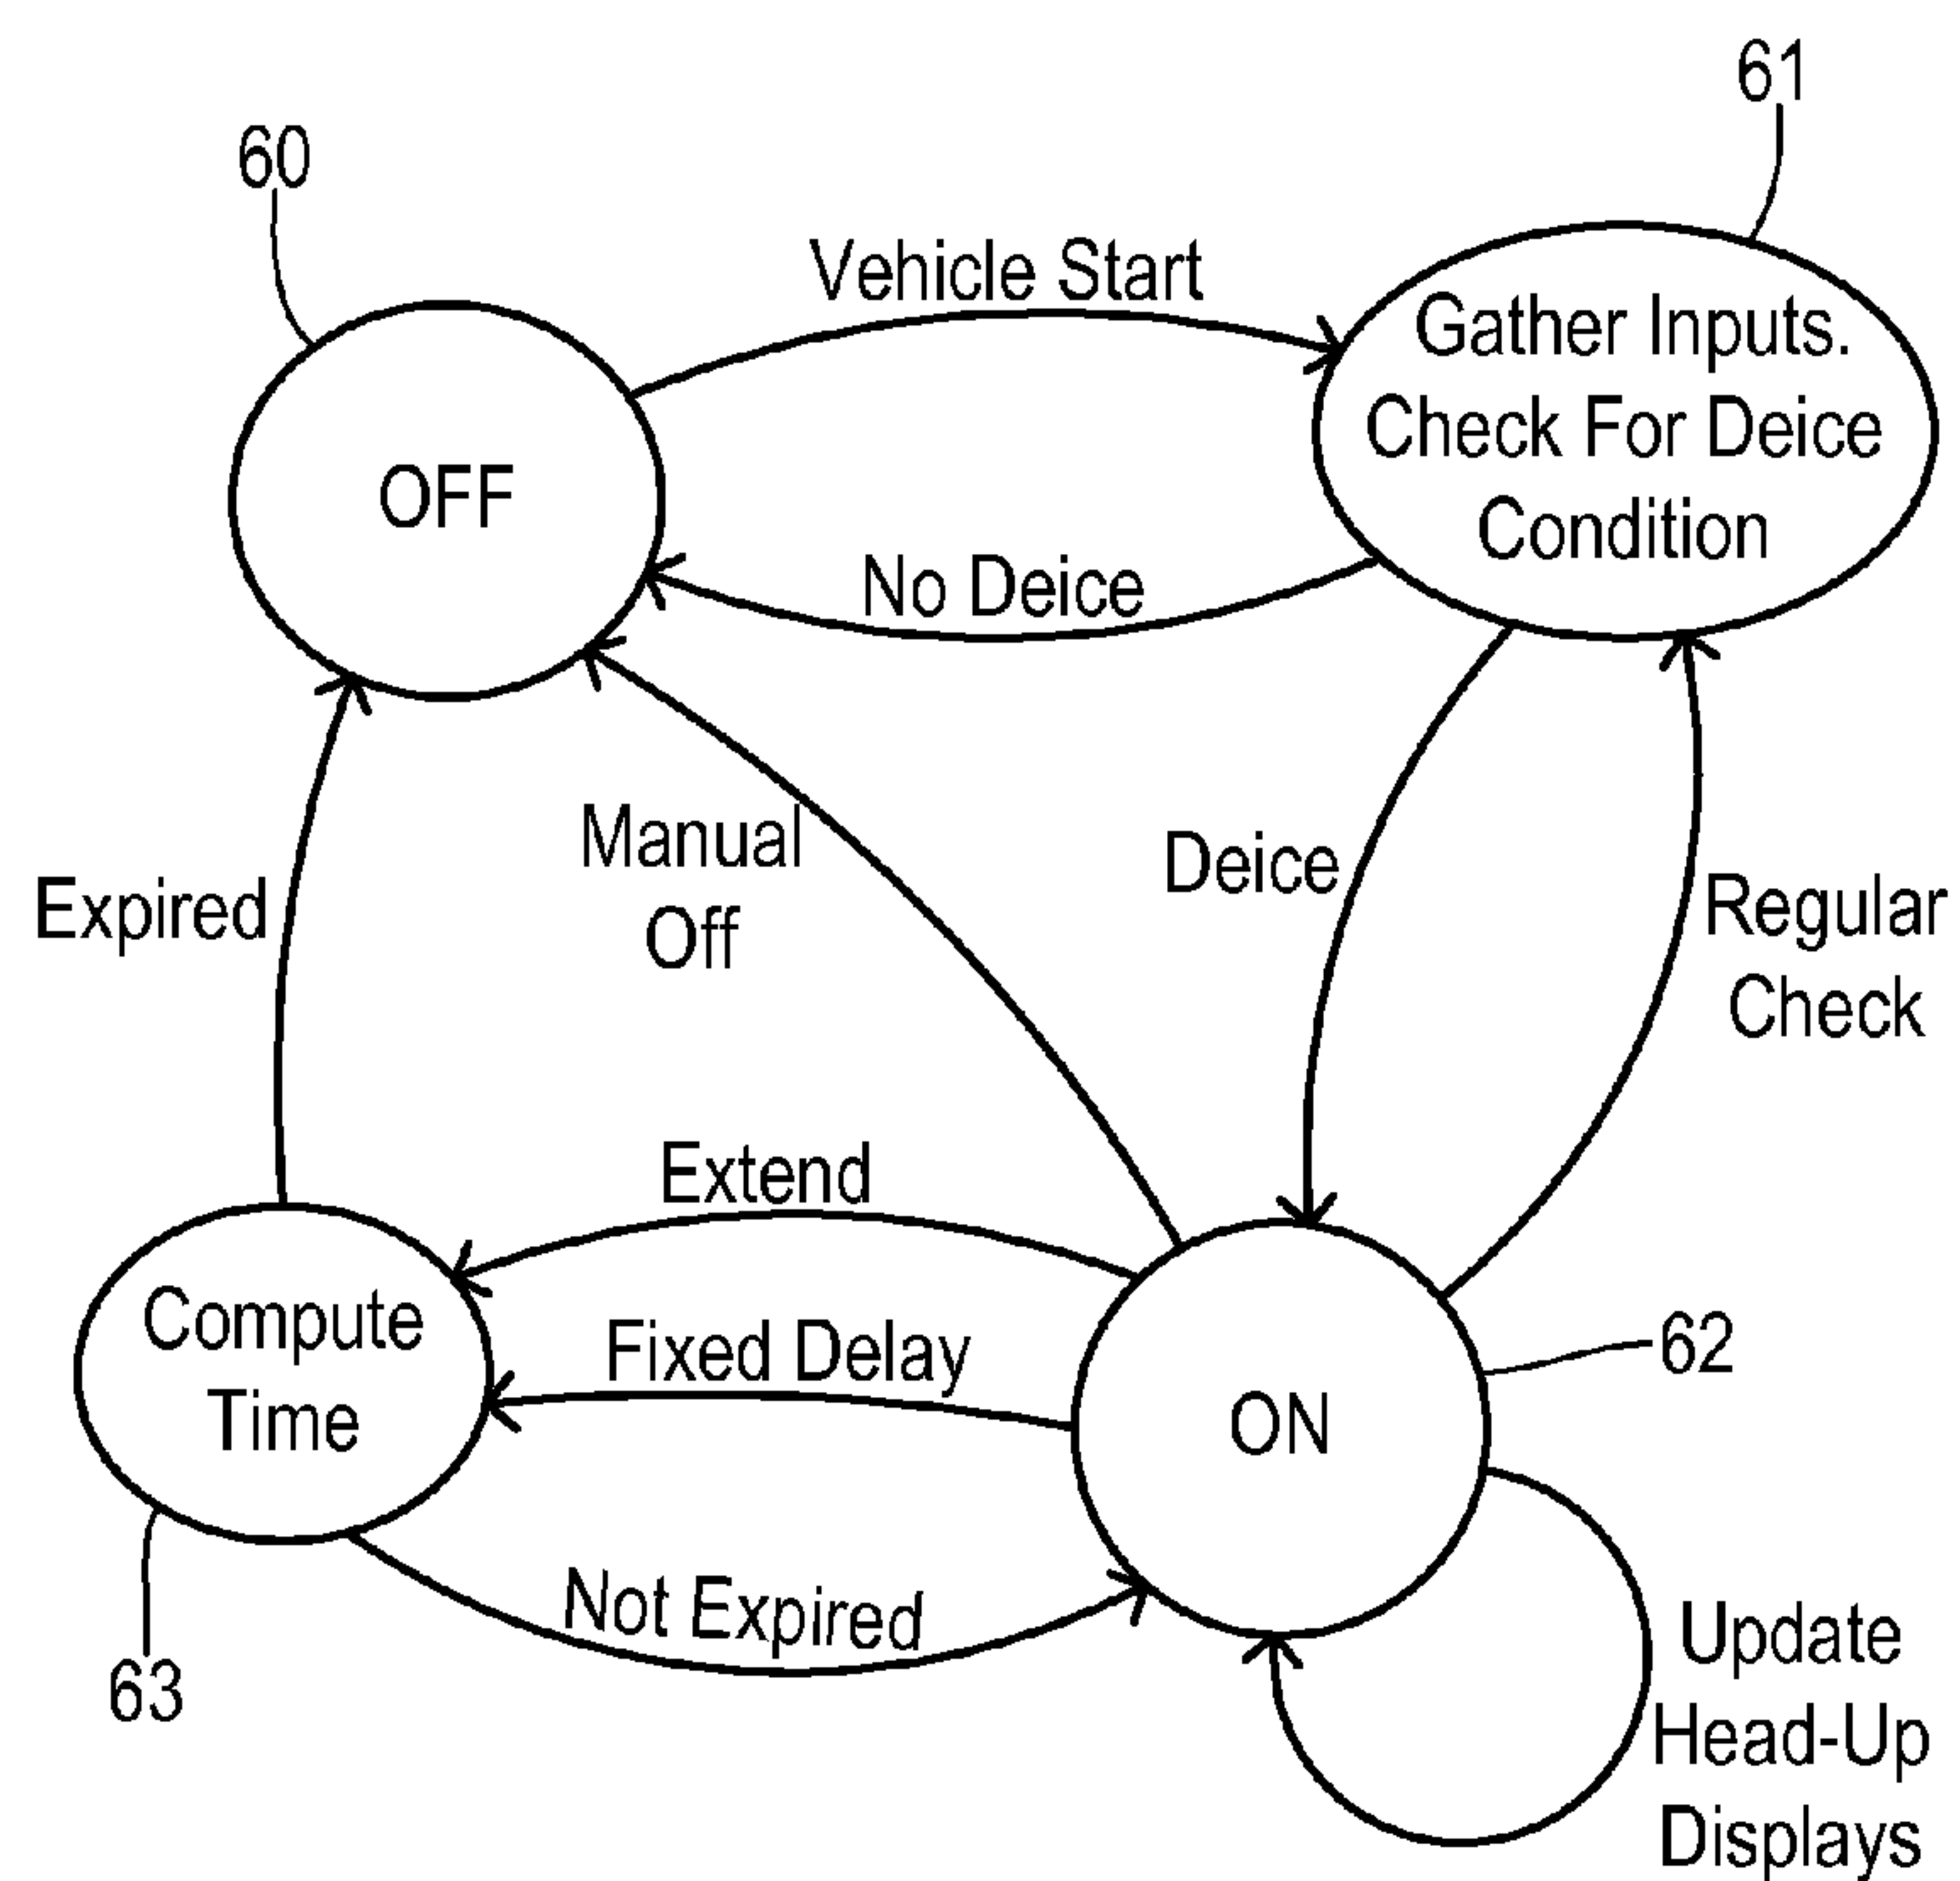 61
60
Vehicle Start
Gather Inputs.
Check For Deice
Condition
OFF
No Deice
Manual
Off
Deice
Expired
Regular
Check
Extend
Compute
Time
Fixed Delay
62
ON
Not Expired
63
Update
Head-Up
Displays